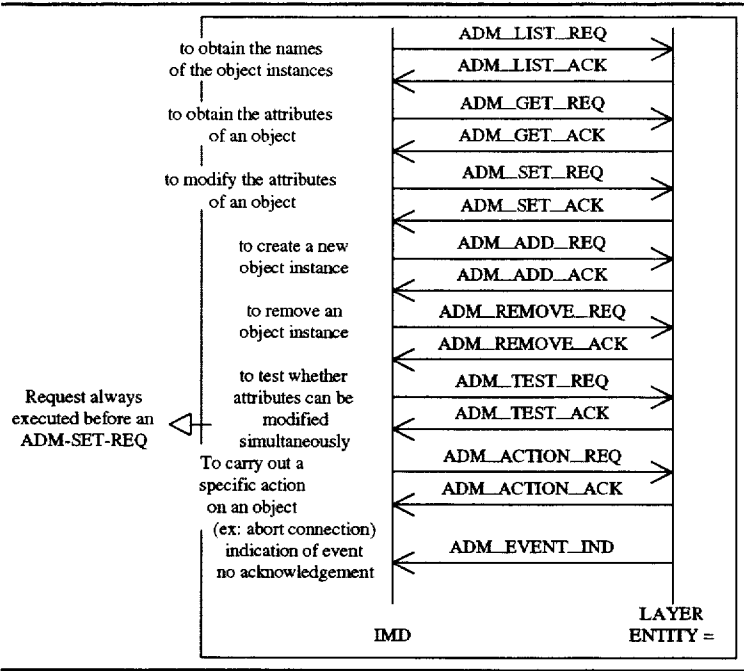 ADM_LIST_REQ
to obtain the names
of the object instances
ADM_LIST_ACK
ADM_GET_REQ
to obtain the attributes
of an object
ADM_GET_ACK
ADM_SET_REQ
to modify the attributes
of an object
ADM_SET_ACK
ADM_ADD_REQ
to create a new
object instance
ADM_ADD_ACK
ADM_REMOVE_REQ
to remove an
object instance
ADM_REMOVE_ACK
ADM_TEST_REQ
to test whether
attributes can be
modified
simultaneously
ADM_TEST_ACK
Request always
executed before an
ADM-SET-REQ
ADM_ACTION_REQ
To carry out a
specific action
on an object
(ex: abort connection)
ADM_ACTION_ACK
indication of event
no acknowledgement
ADM_EVENT_IND
IMD
LAYER
ENTITY =